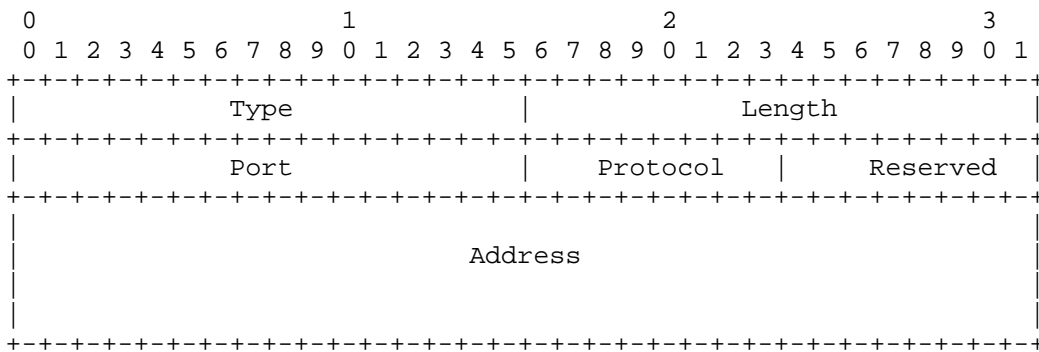 0                   1                   2                   3
 0 1 2 3 4 5 6 7 8 9 0 1 2 3 4 5 6 7 8 9 0 1 2 3 4 5 6 7 8 9 0 1
+-+-+-+-+-+-+-+-+-+-+-+-+-+-+-+-+-+-+-+-+-+-+-+-+-+-+-+-+-+-+-+-+
|             Type              |             Length            |
+-+-+-+-+-+-+-+-+-+-+-+-+-+-+-+-+-+-+-+-+-+-+-+-+-+-+-+-+-+-+-+-+
|             Port              |    Protocol   |     Reserved  |
+-+-+-+-+-+-+-+-+-+-+-+-+-+-+-+-+-+-+-+-+-+-+-+-+-+-+-+-+-+-+-+-+
|                                                               |
|                            Address                            |
|                                                               |
|                                                               |
+-+-+-+-+-+-+-+-+-+-+-+-+-+-+-+-+-+-+-+-+-+-+-+-+-+-+-+-+-+-+-+-+